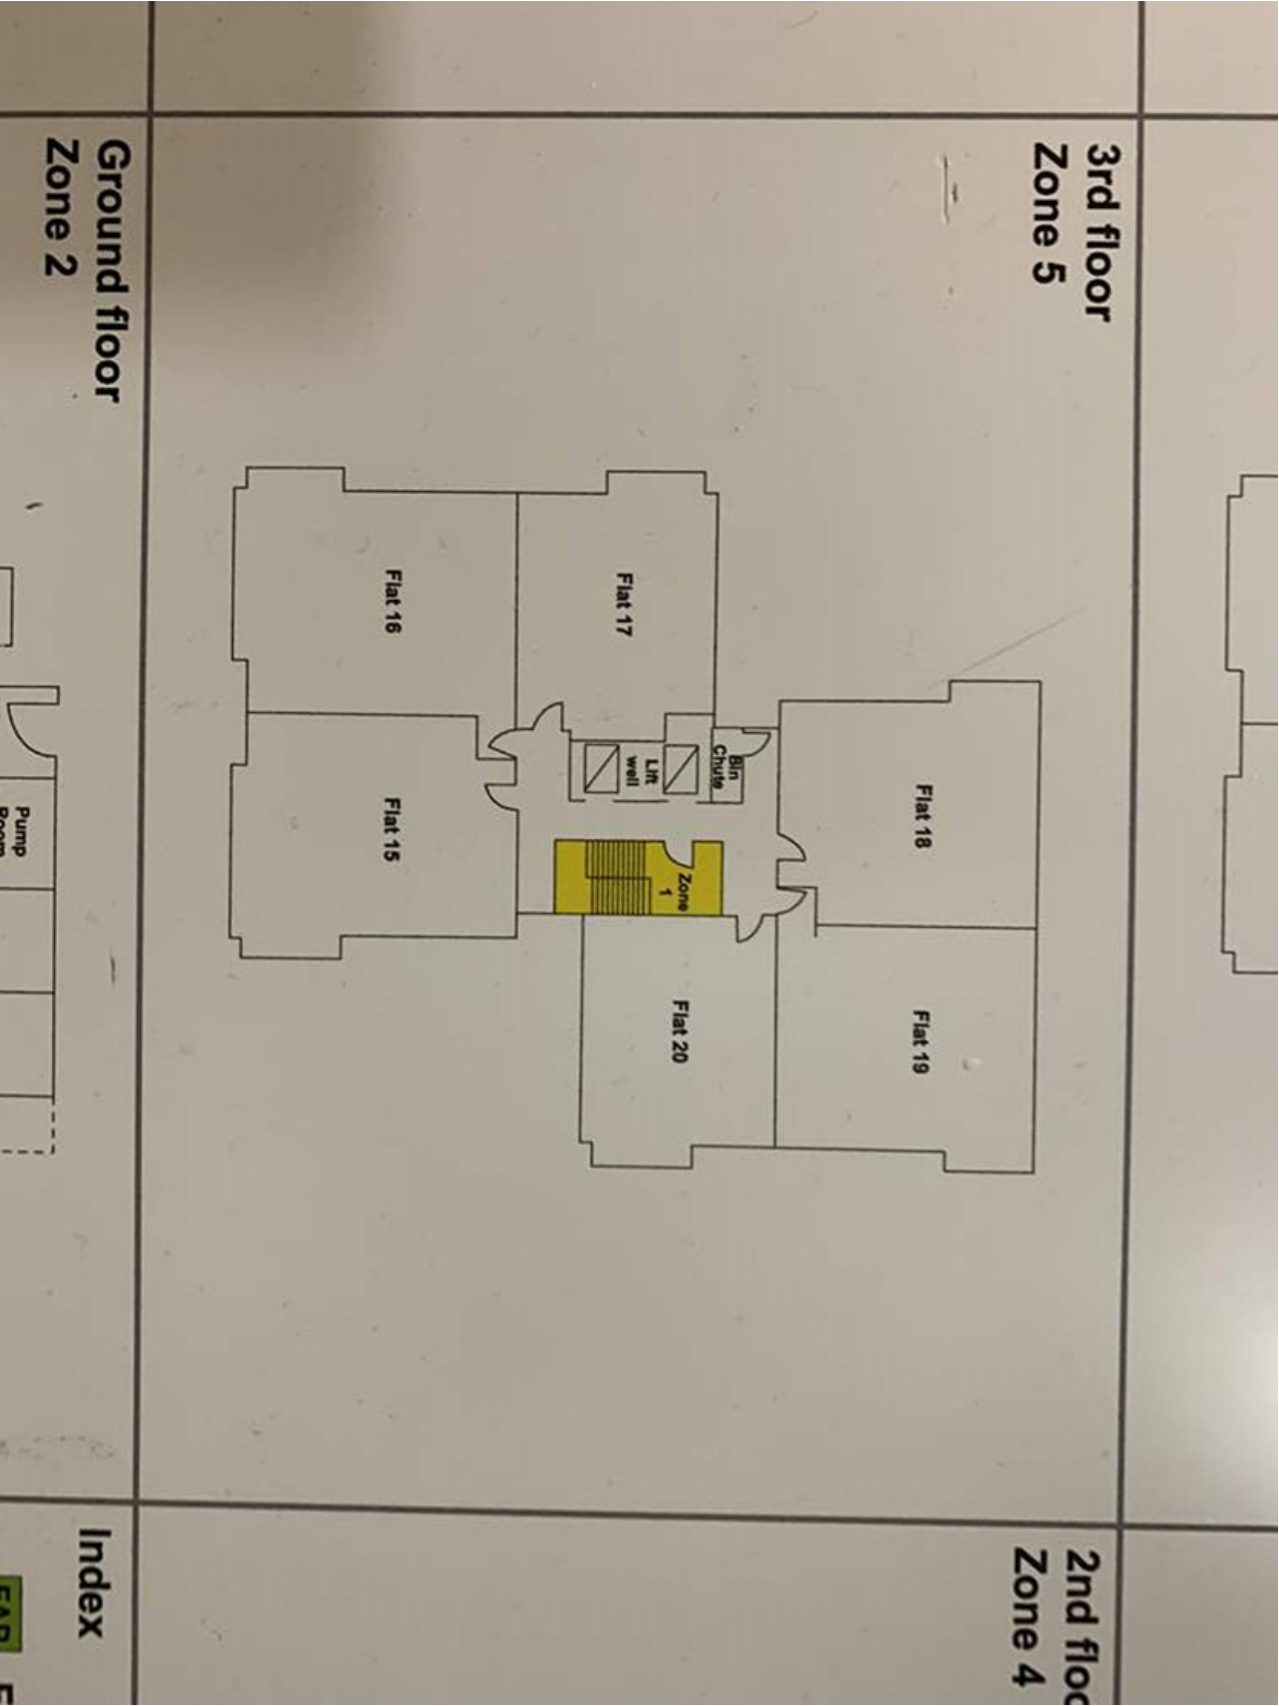 3rd floor
Zone 5
Flat 18
Flat 19
Bin
Chute
Lift
well
Zone
1
Flat 17
Flat 20
Flat 16
Flat 15
2nd floo
Zone 4
Ground floor
Zone 2
Pump
Room
Index